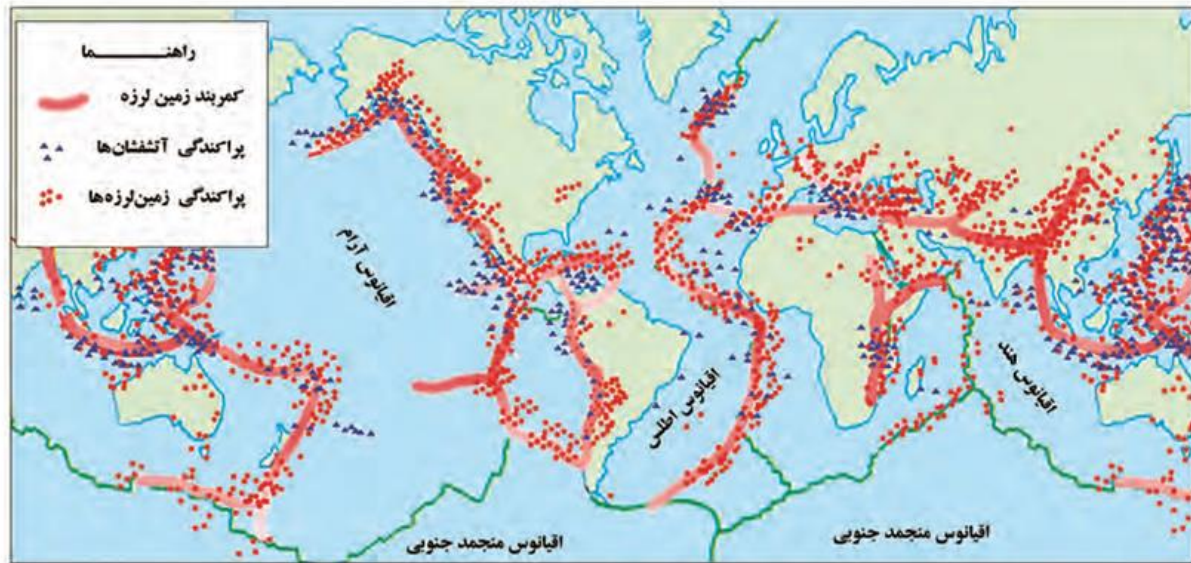 راهنـــــــما
کمربند زمین لرزه
پراکندگی آتشفشان‌ها
پراکندگی زمین‌لرزه‌ها
اقیانوس آرام
اقیانوس اطلس
اقیانوس هند
اقیانوس منجمد جنوبی
اقیانوس منجمد جنوبی